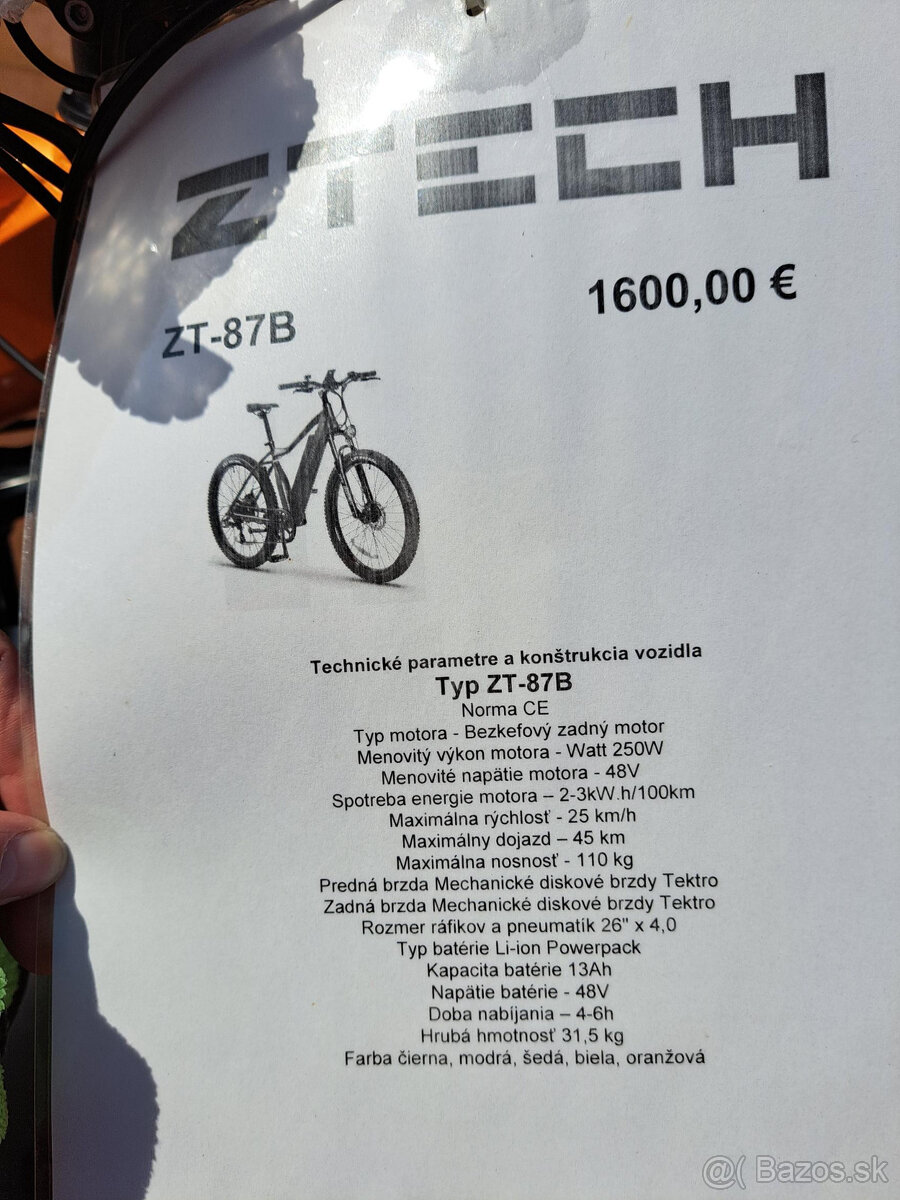 ZTECH
1600,00 €
ZT-87B
Technické parametre a konštrukcia vozidla
Typ ZT-87B
Norma CE
Typ motora - Bezkefový zadný motor
Menovitý výkon motora - Watt 250W
Menovité napätie motora - 48V
Spotreba energie motora – 2-3kW.h/100km
Maximálna rýchlosť - 25 km/h
Maximálny dojazd – 45 km
Maximálna nosnosť - 110 kg
Predná brzda Mechanické diskové brzdy Tektro
Zadná brzda Mechanické diskové brzdy Tektro
Rozmer ráfikov a pneumatík 26" x 4,0
Typ batérie Li-ion Powerpack
Kapacita batérie 13Ah
Napätie batérie - 48V
Doba nabíjania – 4-6h
Hrubá hmotnosť 31,5 kg
Farba čierna, modrá, šedá, biela, oranžová
@( Bazos.sk